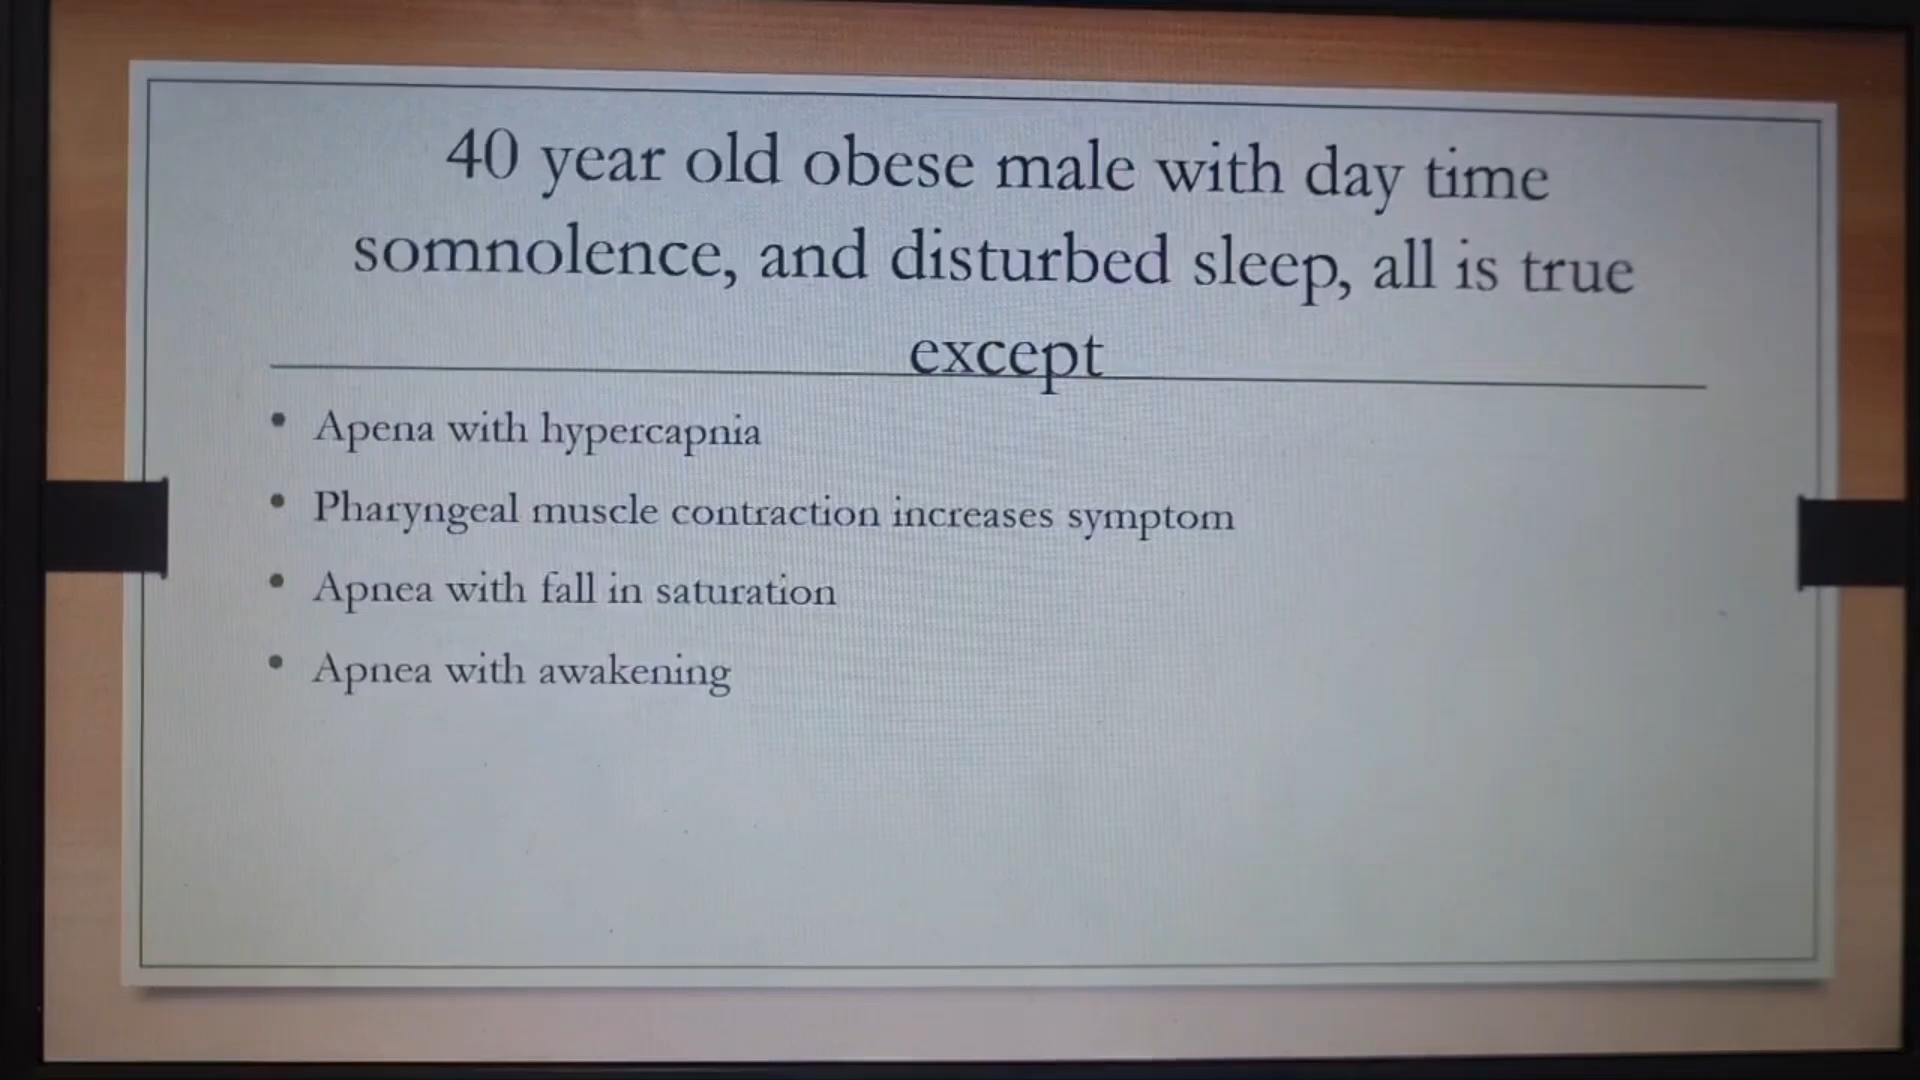 40 year old obese male with day time
somnolence, and disturbed sleep, all is true
except
• Apena with hypercapnia
• Pharyngeal muscle contraction increases symptom
• Apnea with fall in saturation
• Apnea with awakening